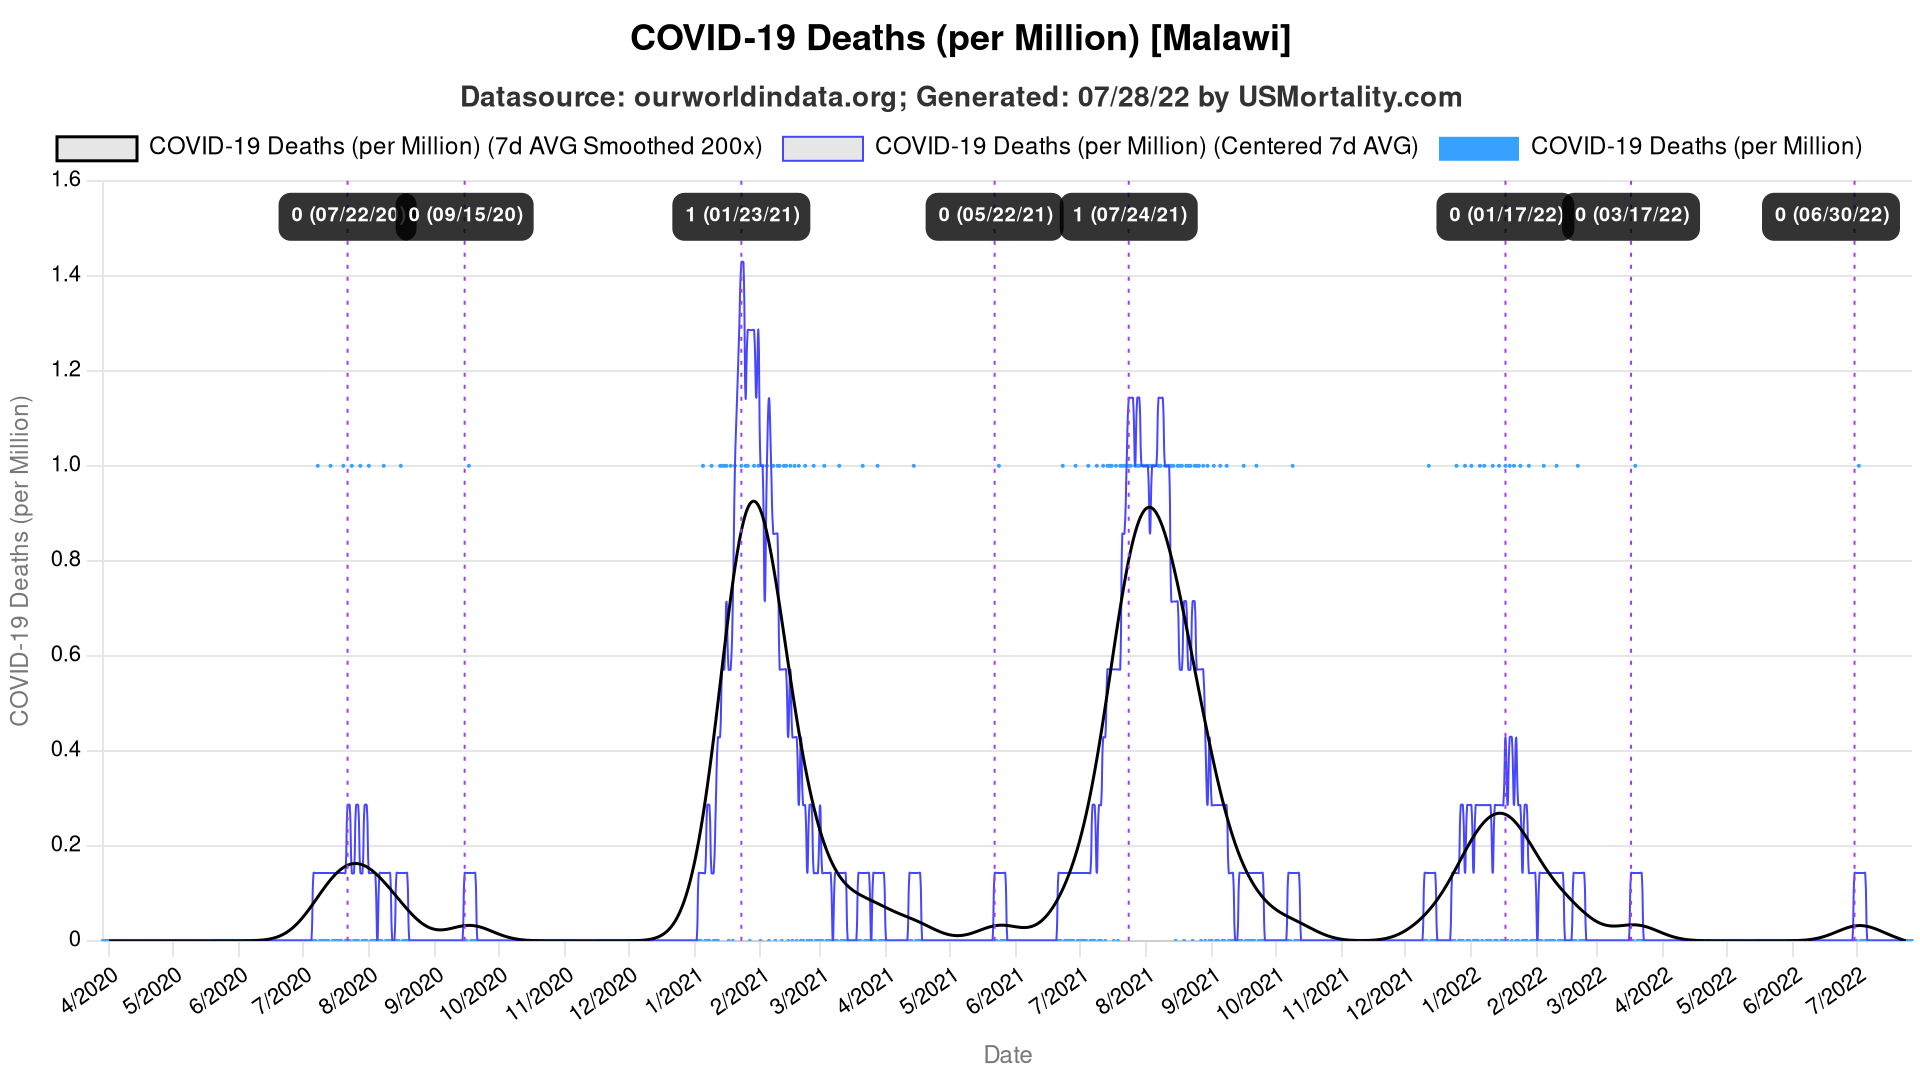 COVID-19 Deaths (per Million) [Malawi]
Datasource: ourworldindata.org; Generated: 07/28/22 by USMortality.com
COVID-19 Deaths (per Million) (7d AVG Smoothed 200x) COVID-19 Deaths (per Million) (Centered 7d AVG) COVID-19 Deaths (per Million)
0 (07/22/20) 0 (09/15/20) 1 (01/23/21) 0 (05/22/21) 1 (07/24/21) 0 (01/17/22) 0 (03/17/22) 0 (06/30/22)
1.6
1.4
1.2
1.0
0.8
0.6
0.4
0.2
0
COVID-19 Deaths (per Million)
4/2020 5/2020 6/2020 7/2020 8/2020 9/2020 10/2020 11/2020 12/2020 1/2021 2/2021 3/2021 4/2021 5/2021 6/2021 7/2021 8/2021 9/2021 10/2021 11/2021 12/2021 1/2022 2/2022 3/2022 4/2022 5/2022 6/2022 7/2022
Date